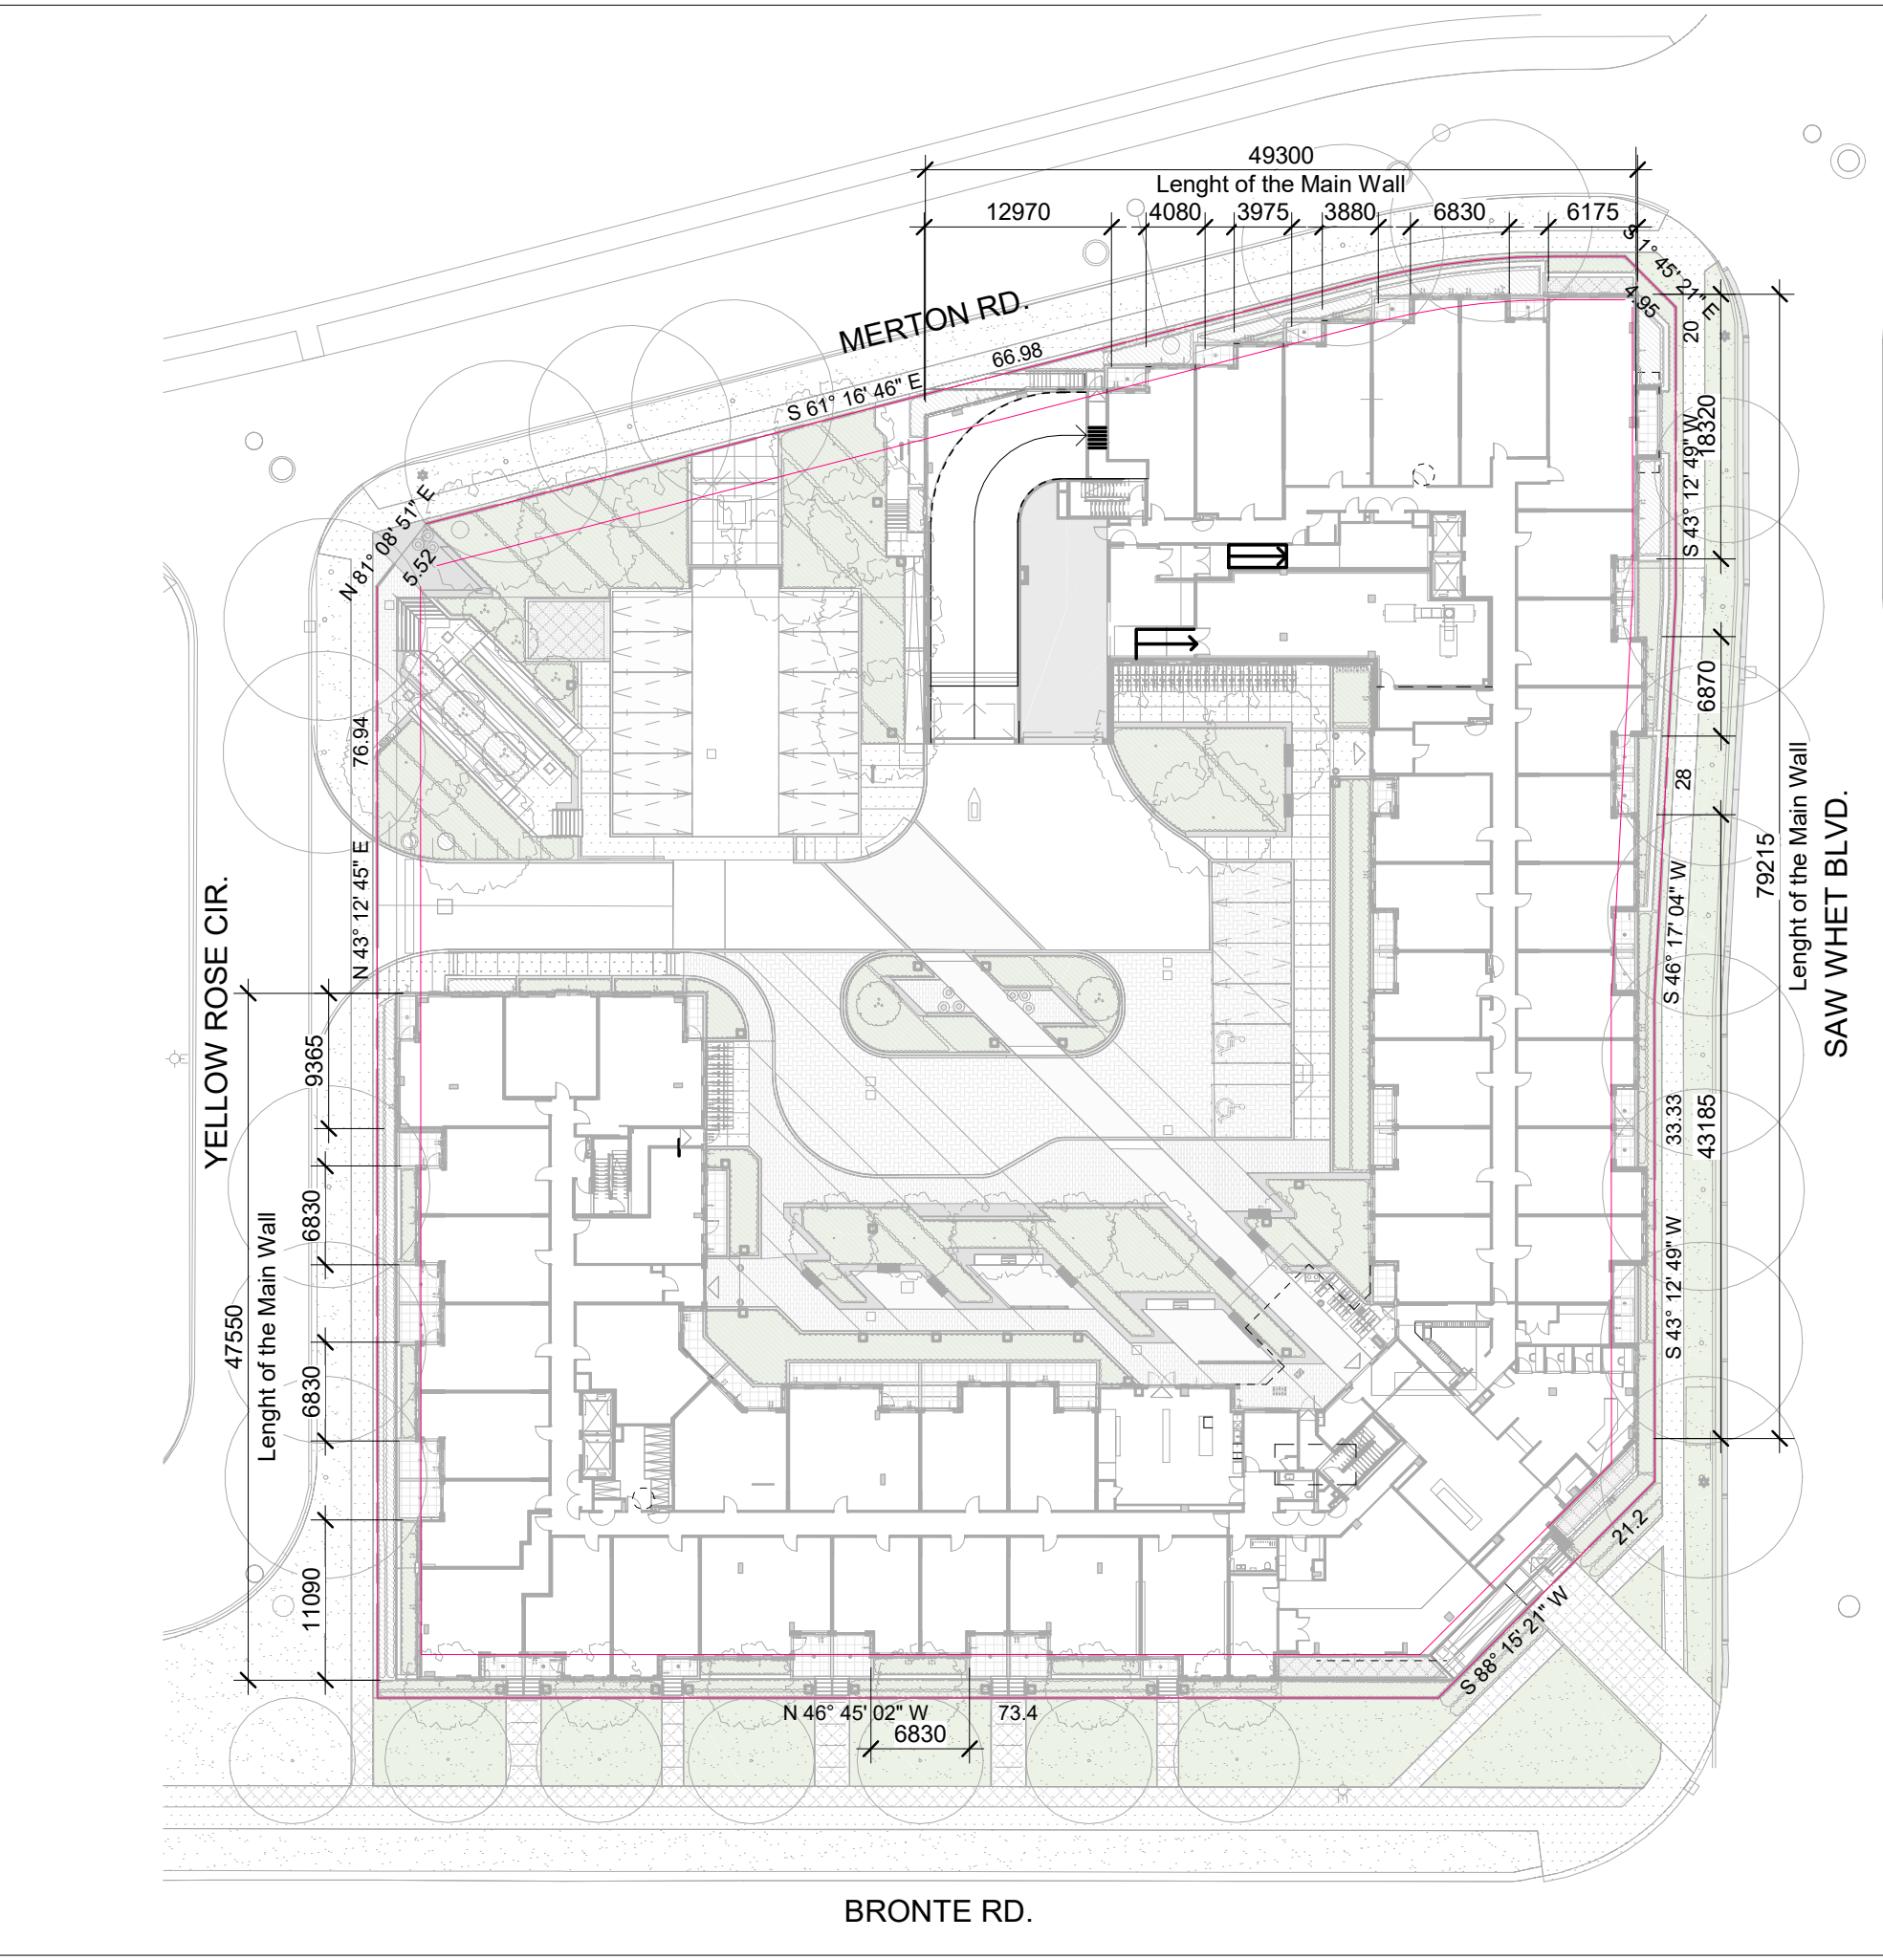 49300
Lenght of the Main Wall
12970
4080
3975
3880
6830
6175
S 1° 45' 21" E
4.95
MERTON RD.
66.98
S 61° 16' 46" E
20
S 43° 12' 49" W
18320
N 81° 08' 51" E
5.52
6870
76.94
28
79215
Lenght of the Main Wall
SAW WHET BLVD.
N 43° 12' 45" E
S 46° 17' 04" W
YELLOW ROSE CIR.
9365
33.33
43185
6830
47550
Lenght of the Main Wall
S 43° 12' 49" W
6830
11090
21.2
S 88° 15' 21" W
N 46° 45' 02" W
73.4
6830
BRONTE RD.